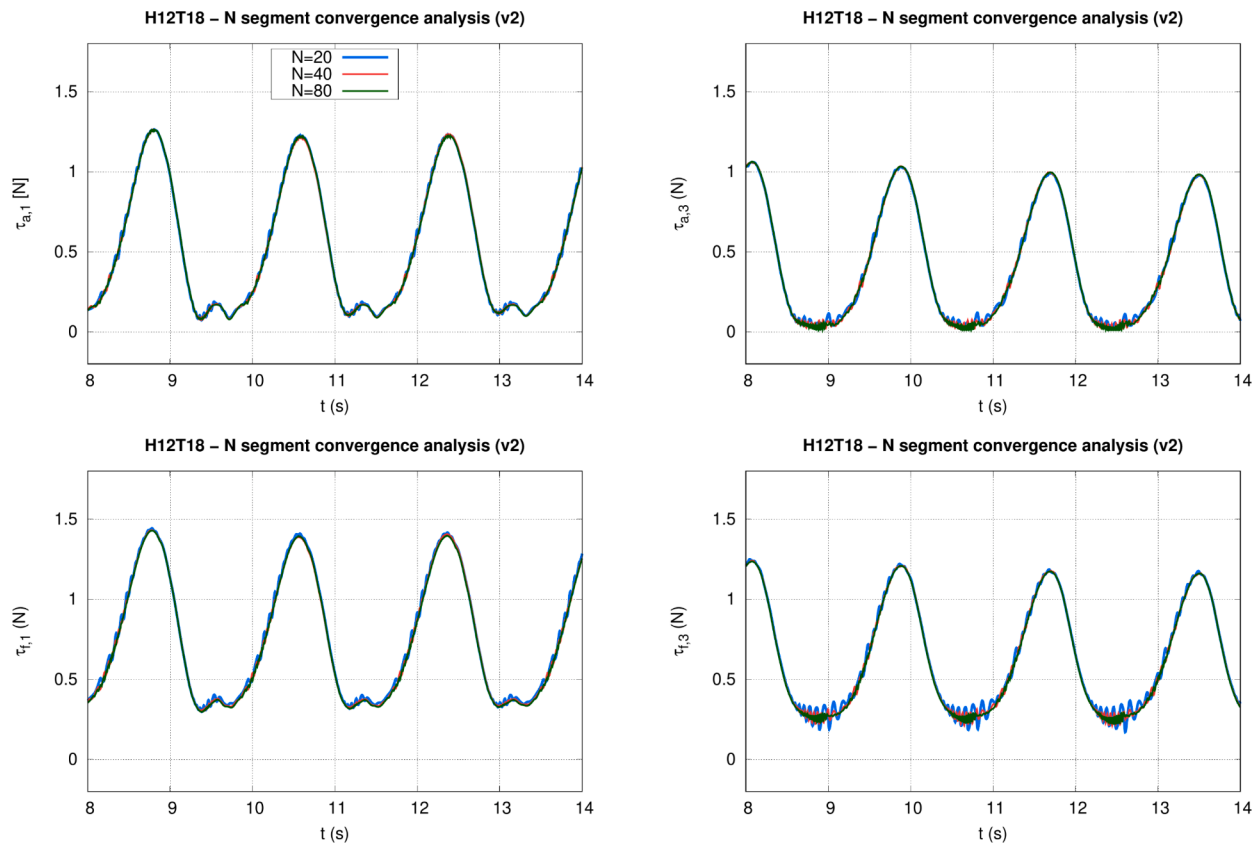 H12T18 − N segment convergence analysis (v2)
N=20
N=40
N=80
1.5
1
0.5
0
τa,1 [N]
8 9 10 11 12 13 14
t (s)
H12T18 − N segment convergence analysis (v2)
1.5
1
0.5
0
τa,3 (N)
8 9 10 11 12 13 14
t (s)
H12T18 − N segment convergence analysis (v2)
1.5
1
0.5
0
τf,1 (N)
8 9 10 11 12 13 14
t (s)
H12T18 − N segment convergence analysis (v2)
1.5
1
0.5
0
τf,3 (N)
8 9 10 11 12 13 14
t (s)